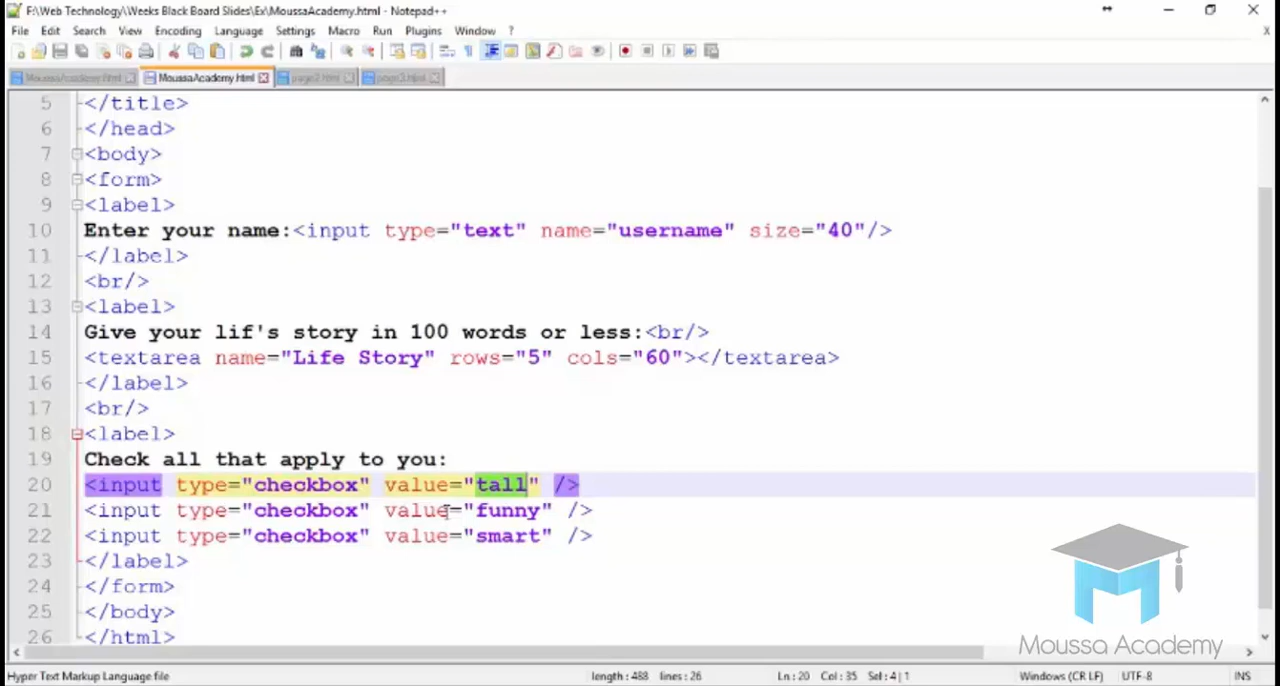 F:\Web Technology\Weeks Black Board Slides\Ex\MoussaAcademy.html - Notepad++
File Edit Search View Encoding Language Settings Macro Run Plugins Window ?
MoussaAcademy.html MoussaAcademy.html page2.html page3.html
5 </title>
6 </head>
7 <body>
8 <form>
9 <label>
10 Enter your name:<input type="text" name="username" size="40"/>
11 </label>
12 <br/>
13 <label>
14 Give your lif's story in 100 words or less:<br/>
15 <textarea name="Life Story" rows="5" cols="60"></textarea>
16 </label>
17 <br/>
18 <label>
19 Check all that apply to you:
20 <input type="checkbox" value="tall" />
21 <input type="checkbox" value="funny" />
22 <input type="checkbox" value="smart" />
23 </label>
24 </form>
25 </body>
26 </html>
Moussa Academy
Hyper Text Markup Language file length : 488 lines : 26 Ln : 20 Col : 35 Sel : 4 | 1 Windows (CR LF) UTF-8 INS